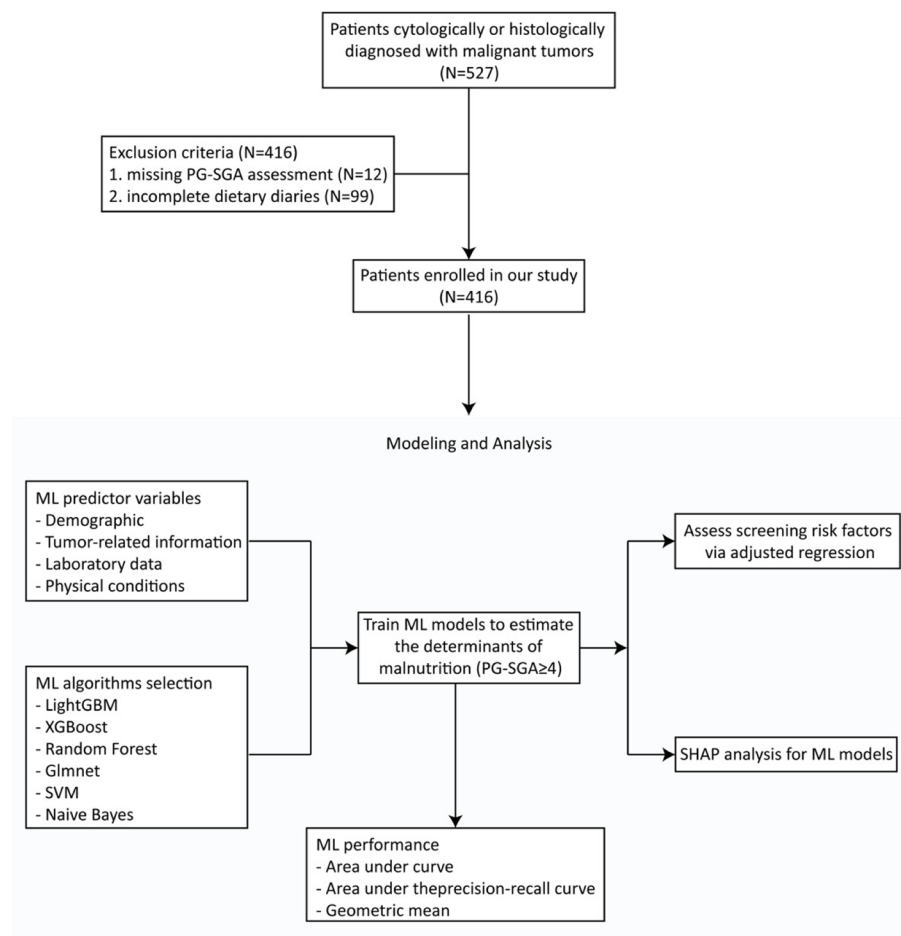 Patients cytologically or histologically
diagnosed with malignant tumors
(N=527)
Exclusion criteria (N=416)
1. missing PG-SGA assessment (N=12)
2. incomplete dietary diaries (N=99)
Patients enrolled in our study
(N=416)
Modeling and Analysis
ML predictor variables
- Demographic
- Tumor-related information
- Laboratory data
- Physical conditions
ML algorithms selection
- LightGBM
- XGBoost
- Random Forest
- Glmnet
- SVM
- Naive Bayes
Train ML models to estimate
the determinants of
malnutrition (PG-SGA≥4)
Assess screening risk factors
via adjusted regression
SHAP analysis for ML models
ML performance
- Area under curve
- Area under theprecision-recall curve
- Geometric mean